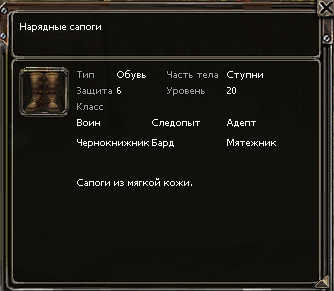 Нарядные сапоги
Тип Обувь Часть тела Ступни
Защита 6 Уровень 20
Класс
Воин Следопыт Адепт
Чернокнижник Бард Мятежник
Сапоги из мягкой кожи.